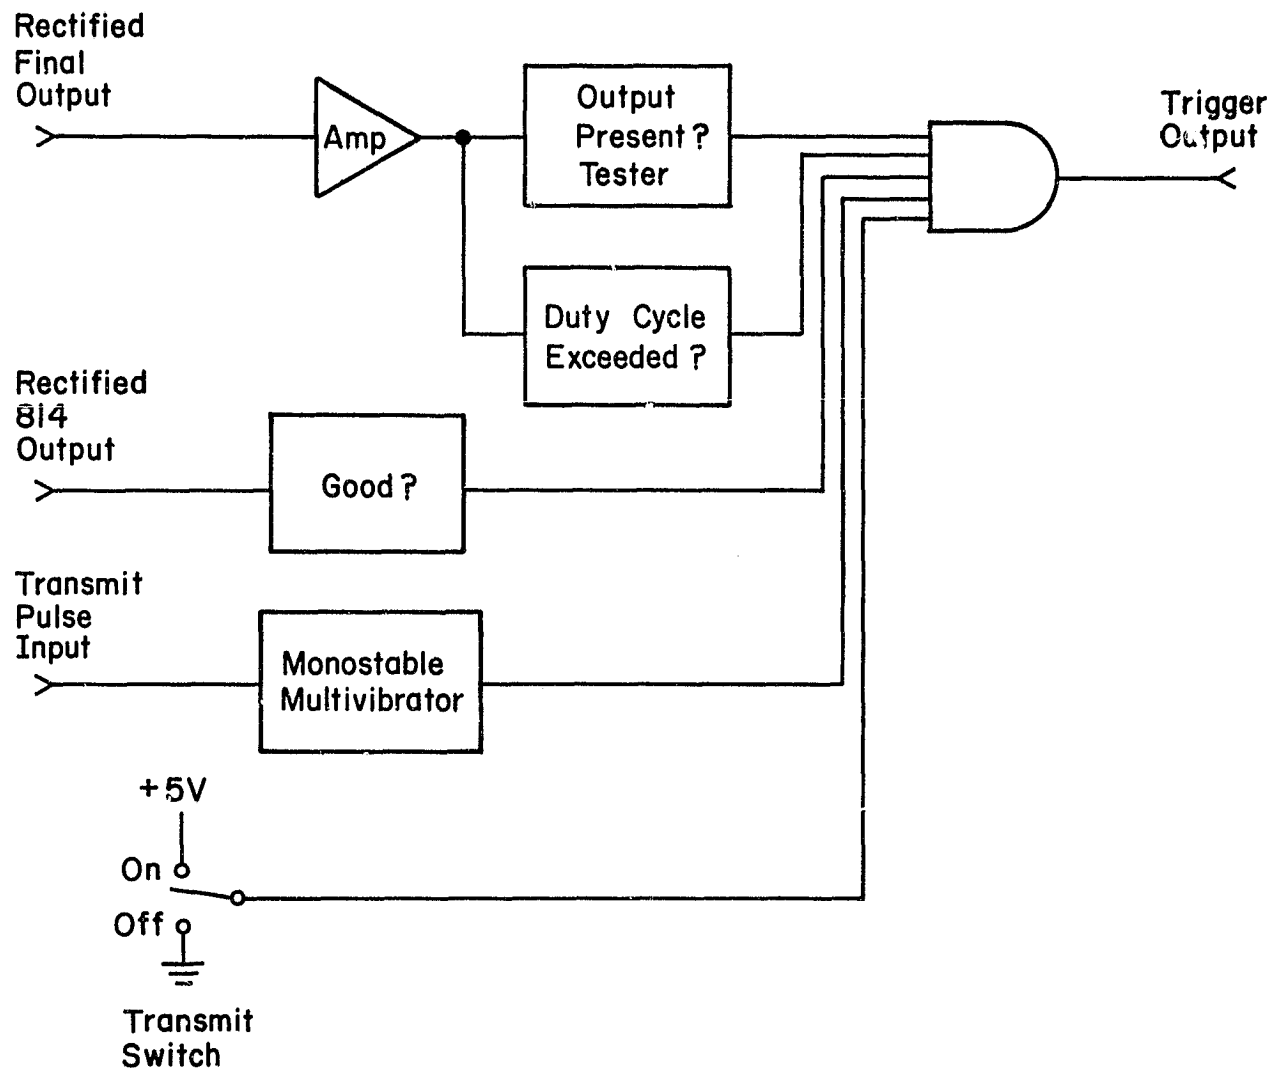 Rectified
Final
Output
Amp
Output
Present ?
Tester
Trigger
Output
Duty Cycle
Exceeded ?
Rectified
814
Output
Good ?
Transmit
Pulse
Input
Monostable
Multivibrator
+5V
On
Off
Transmit
Switch